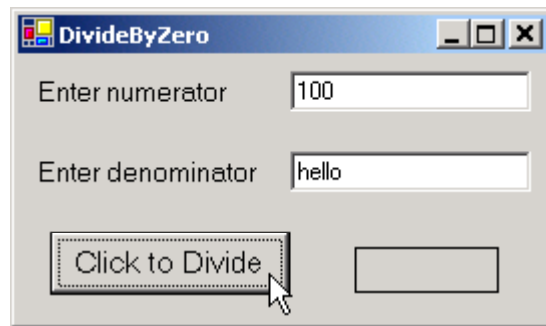 DivideByZero
Enter numerator 100
Enter denominator hello
Click to Divide